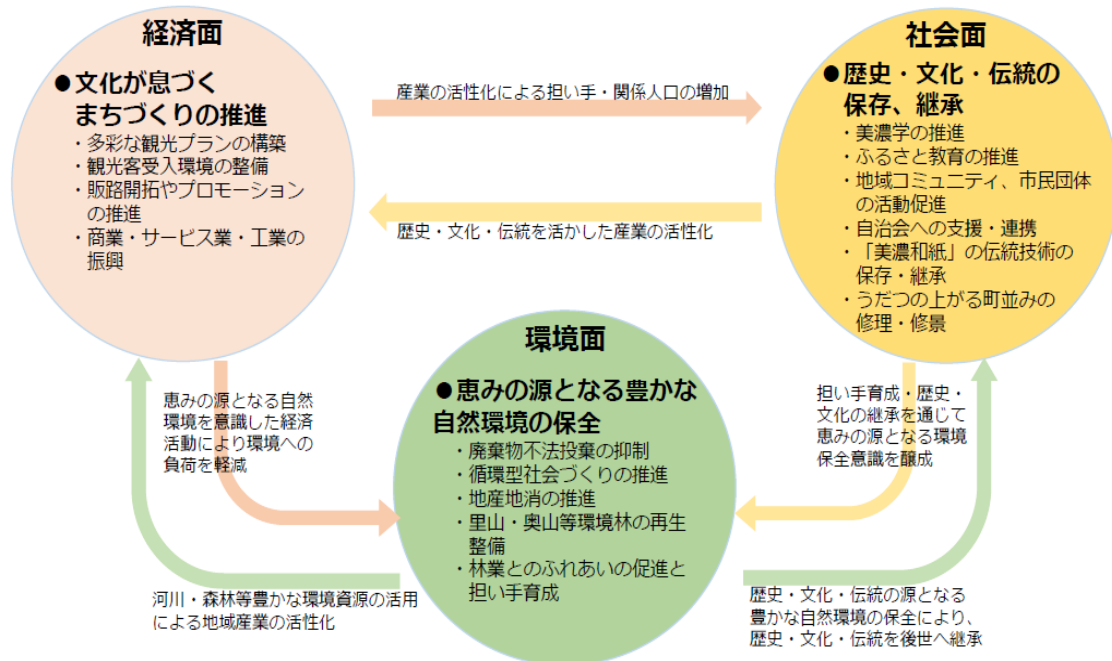 経済面
●文化が息づく
まちづくりの推進
・多彩な観光プランの構築
・観光客受入環境の整備
・販路開拓やプロモーション
の推進
・商業・サービス業・工業の
振興
産業の活性化による担い手・関係人口の増加
歴史・文化・伝統を活かした産業の活性化
社会面
●歴史・文化・伝統の
保存、継承
・美濃学の推進
・ふるさと教育の推進
・地域コミュニティ、市民団体
の活動促進
・自治会への支援・連携
・「美濃和紙」の伝統技術の
保存・継承
・うだつの上がる町並みの
修理・修景
恵みの源となる自然
環境を意識した経済
活動により環境への
負荷を軽減
環境面
●恵みの源となる豊かな
自然環境の保全
・廃棄物不法投棄の抑制
・循環型社会づくりの推進
・地産地消の推進
・里山・奥山等環境林の再生
整備
・林業とのふれあいの促進と
担い手育成
担い手育成・歴史・
文化の継承を通じて
恵みの源となる環境
保全意識を醸成
河川・森林等豊かな環境資源の活用
による地域産業の活性化
歴史・文化・伝統の源となる
豊かな自然環境の保全により、
歴史・文化・伝統を後世へ継承